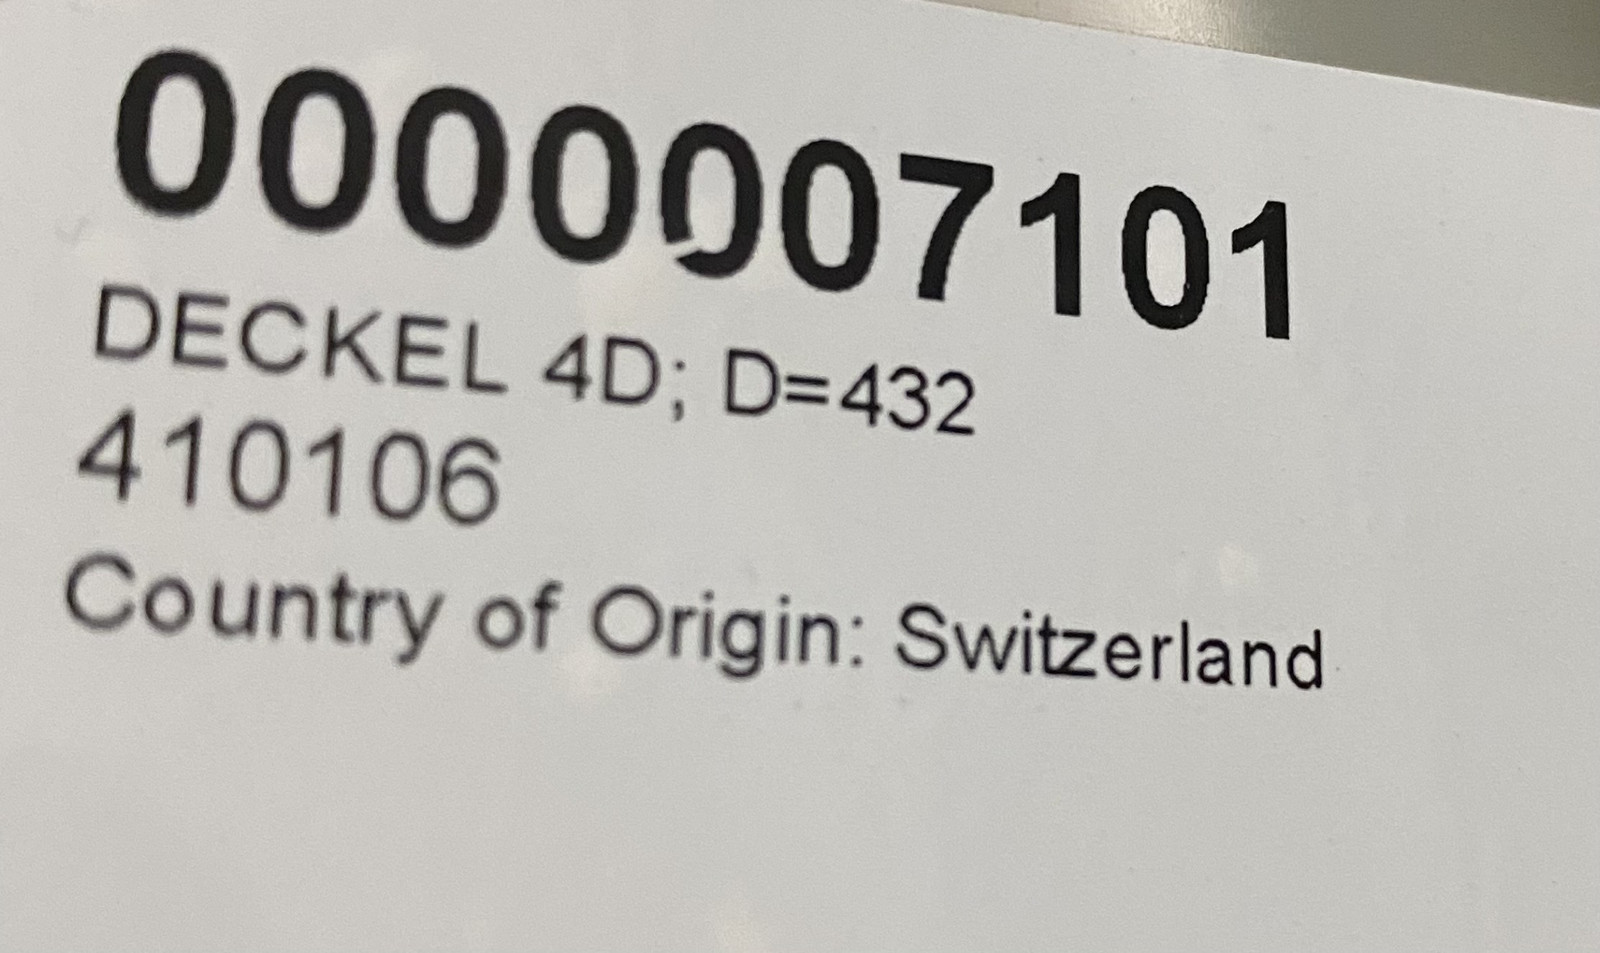 0000007101
DECKEL 4D; D=432
410106
Country of Origin: Switzerland